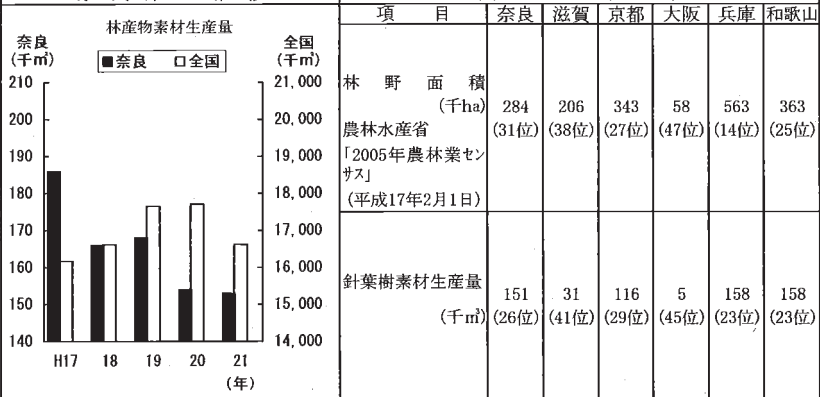 林産物素材生産量
奈良
(千㎥)
全国
(千㎥)
■奈良 □全国
210
200
190
180
170
160
150
140
21,000
20,000
19,000
18,000
17,000
16,000
15,000
14,000
H17 18 19 20 21
(年)
項 目 奈良 滋賀 京都 大阪 兵庫 和歌山
林野面積
(千ha) 284 206 343 58 563 363
農林水産省 (31位) (38位) (27位) (47位) (14位) (25位)
「2005年農林業セン
サス」
(平成17年2月1日)
針葉樹素材生産量
151 31 116 5 158 158
(千㎥) (26位) (41位) (29位) (45位) (23位) (23位)